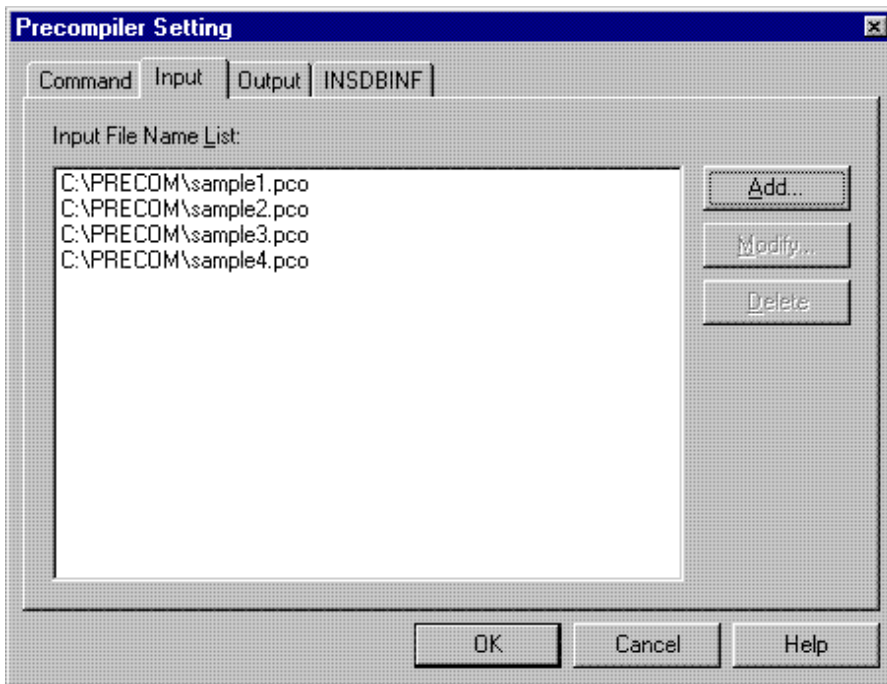 Precompiler Setting
Command Input Output INSDBINF
Input File Name List:
C:\PRECOM\sample1.pco
C:\PRECOM\sample2.pco
C:\PRECOM\sample3.pco
C:\PRECOM\sample4.pco
Add...
Modify...
Delete
OK Cancel Help